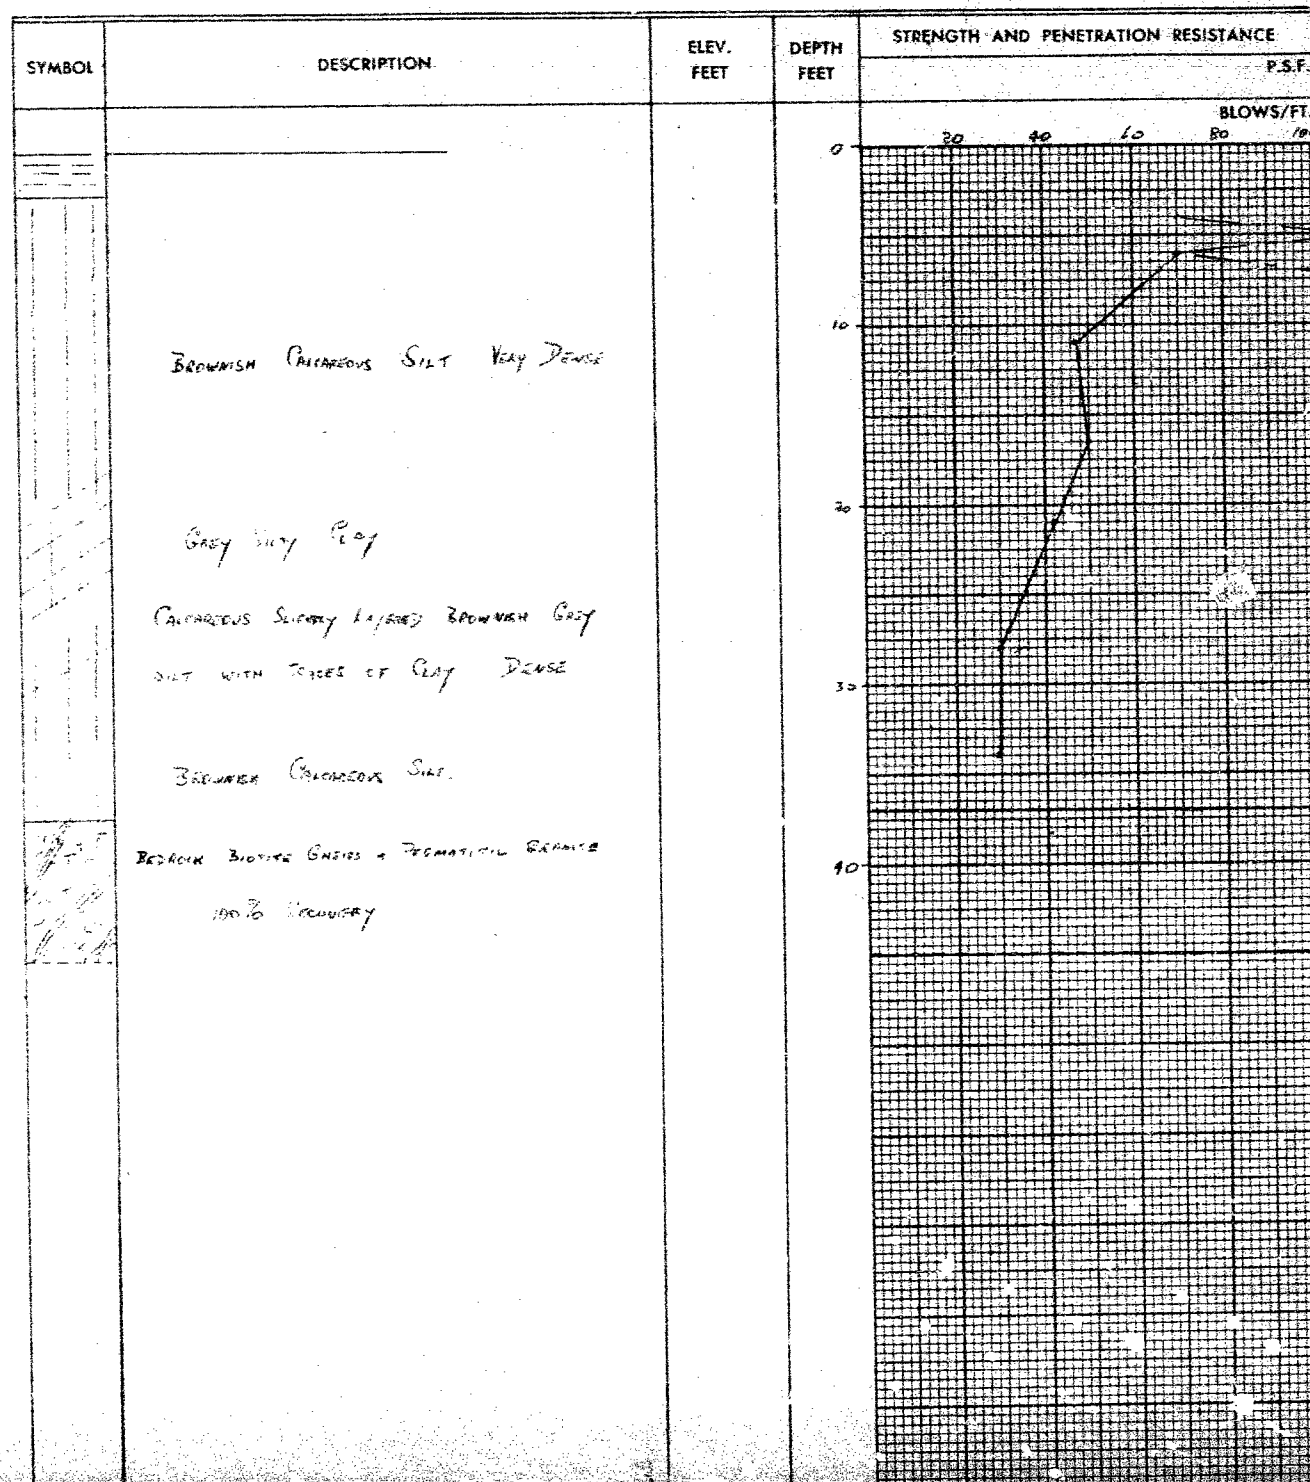 SYMBOL
DESCRIPTION
ELEV.
FEET
DEPTH
FEET
STRENGTH AND PENETRATION RESISTANCE
P.S.F.
BLOWS/FT.
20 40 60 80
0
10
BROWNISH CALCAREOUS SILT VERY DENSE
20
GREY SILTY CLAY
CALCAREOUS LAYERED BROWNISH GREY
SILT WITH TRACES OF CLAY DENSE
30
BROWNISH CALCAREOUS SILT.
BEDROCK BIOTITE GNEISS GRANITE
40
100% RECOVERY